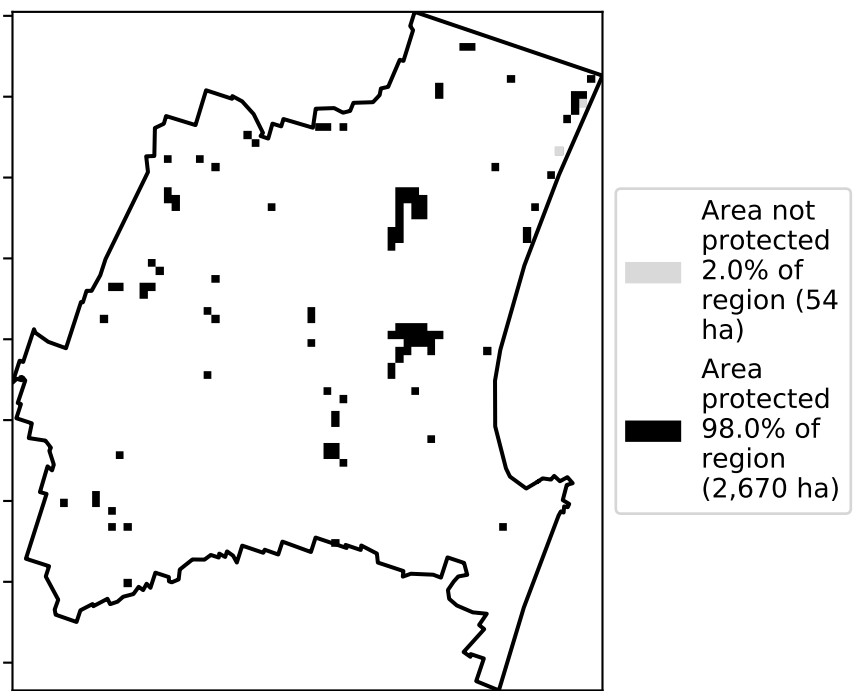 Area not
protected
2.0% of
region (54
ha)
Area
protected
98.0% of
region
(2,670 ha)